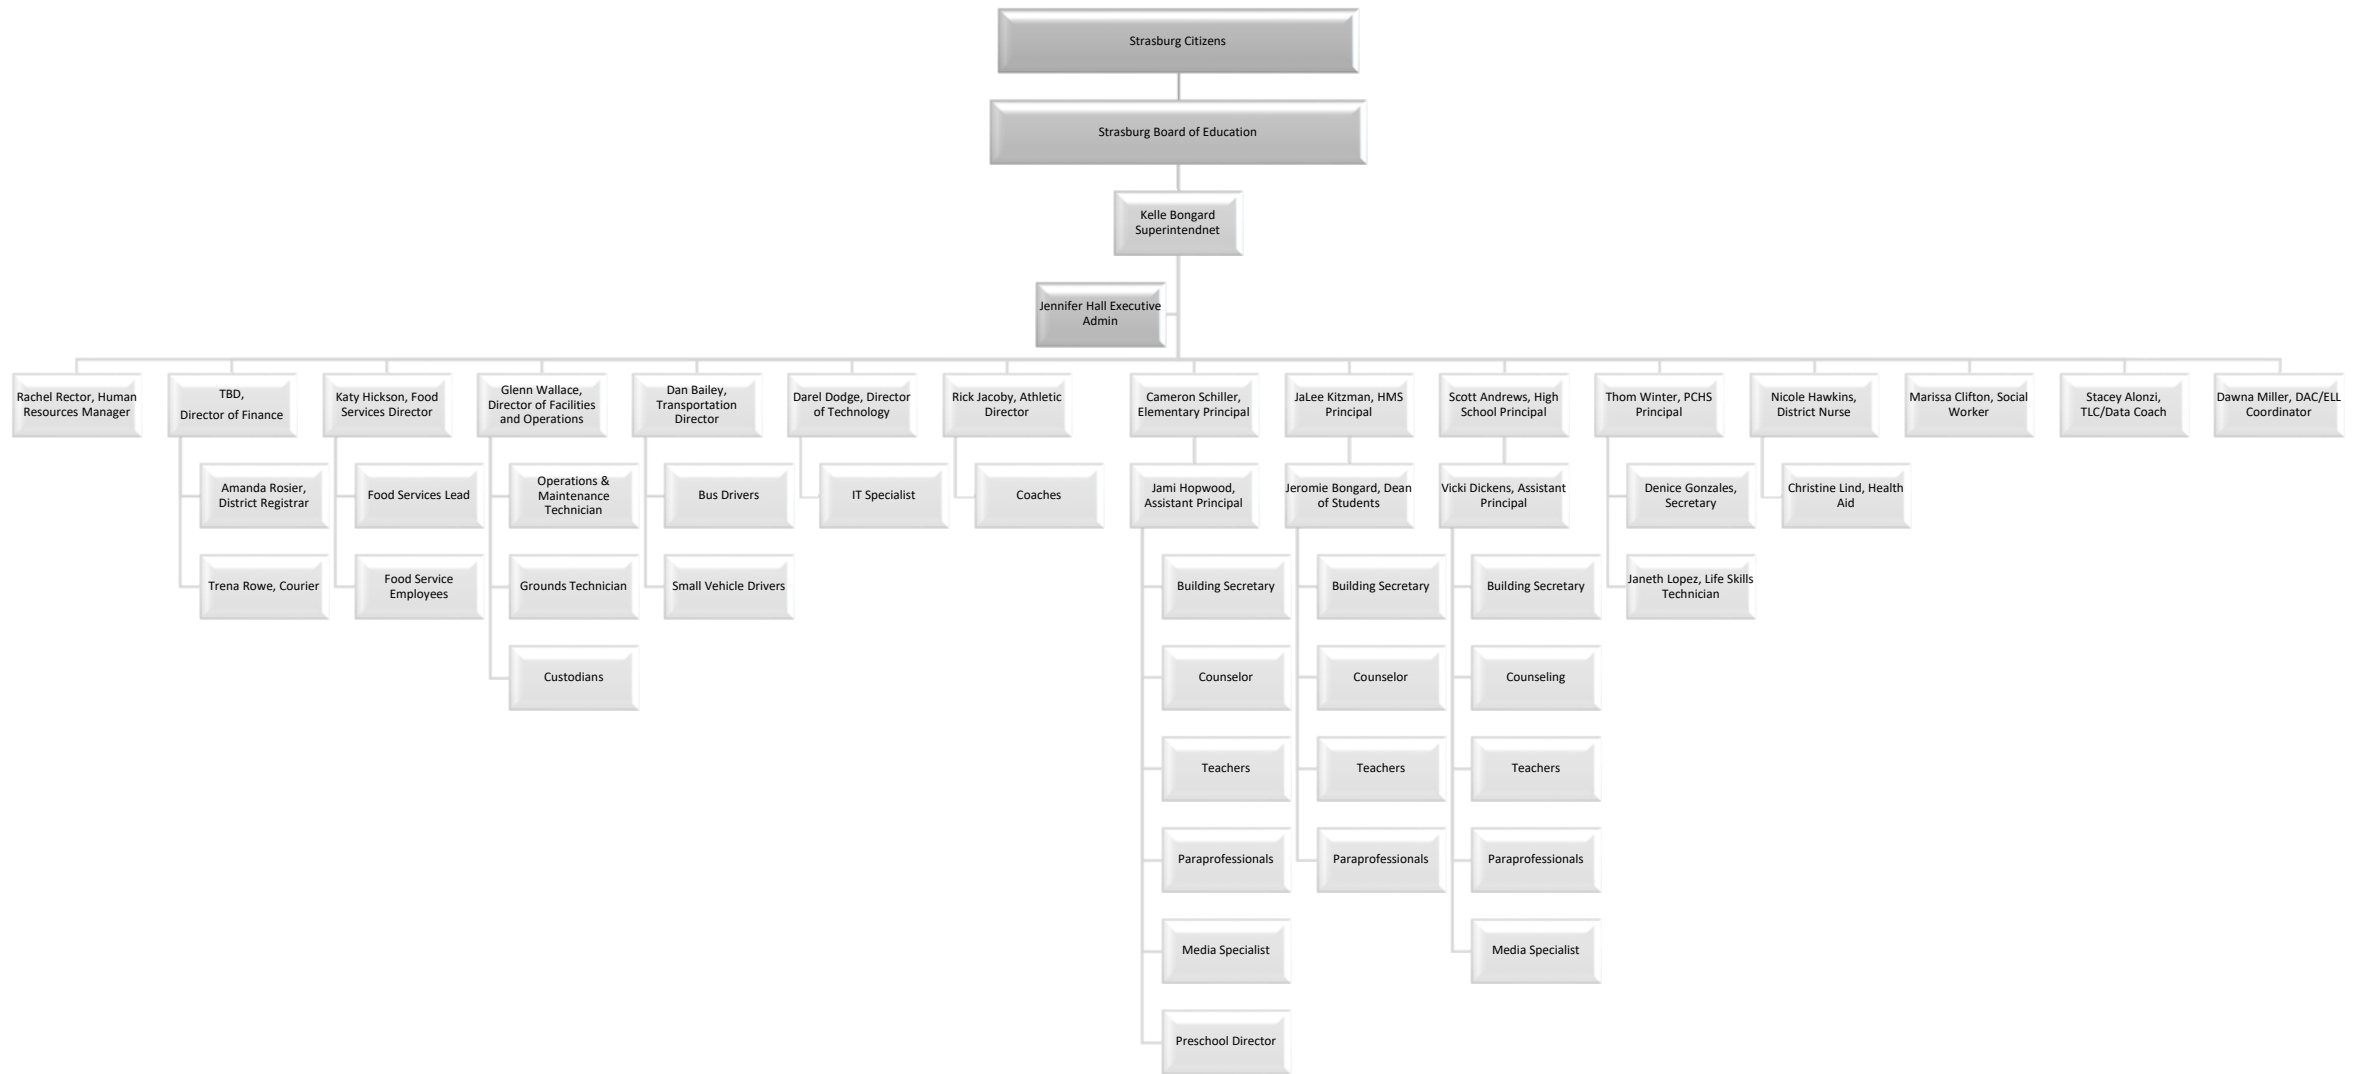 Strasburg Citizens
Strasburg Board of Education
Kelle Bongard
Superintendnet
Jennifer Hall Executive
Admin
Rachel Rector, Human
Resources Manager
TBD,
Director of Finance
Katy Hickson, Food
Services Director
Glenn Wallace,
Director of Facilities
and Operations
Dan Bailey,
Transportation
Director
Darel Dodge, Director
of Technology
Rick Jacoby, Athletic
Director
Cameron Schiller,
Elementary Principal
JaLee Kitzman, HMS
Principal
Scott Andrews, High
School Principal
Thom Winter, PCHS
Principal
Nicole Hawkins,
District Nurse
Marissa Clifton, Social
Worker
Stacey Alonzi,
TLC/Data Coach
Dawna Miller, DAC/ELL
Coordinator
Amanda Rosier,
District Registrar
Food Services Lead
Operations &
Maintenance
Technician
Bus Drivers
IT Specialist
Coaches
Jami Hopwood,
Assistant Principal
Jeromie Bongard, Dean
of Students
Vicki Dickens, Assistant
Principal
Denice Gonzales,
Secretary
Christine Lind, Health
Aid
Trena Rowe, Courier
Food Service
Employees
Grounds Technician
Small Vehicle Drivers
Building Secretary
Building Secretary
Building Secretary
Janeth Lopez, Life Skills
Technician
Custodians
Counselor
Counselor
Counseling
Teachers
Teachers
Teachers
Paraprofessionals
Paraprofessionals
Paraprofessionals
Media Specialist
Media Specialist
Preschool Director